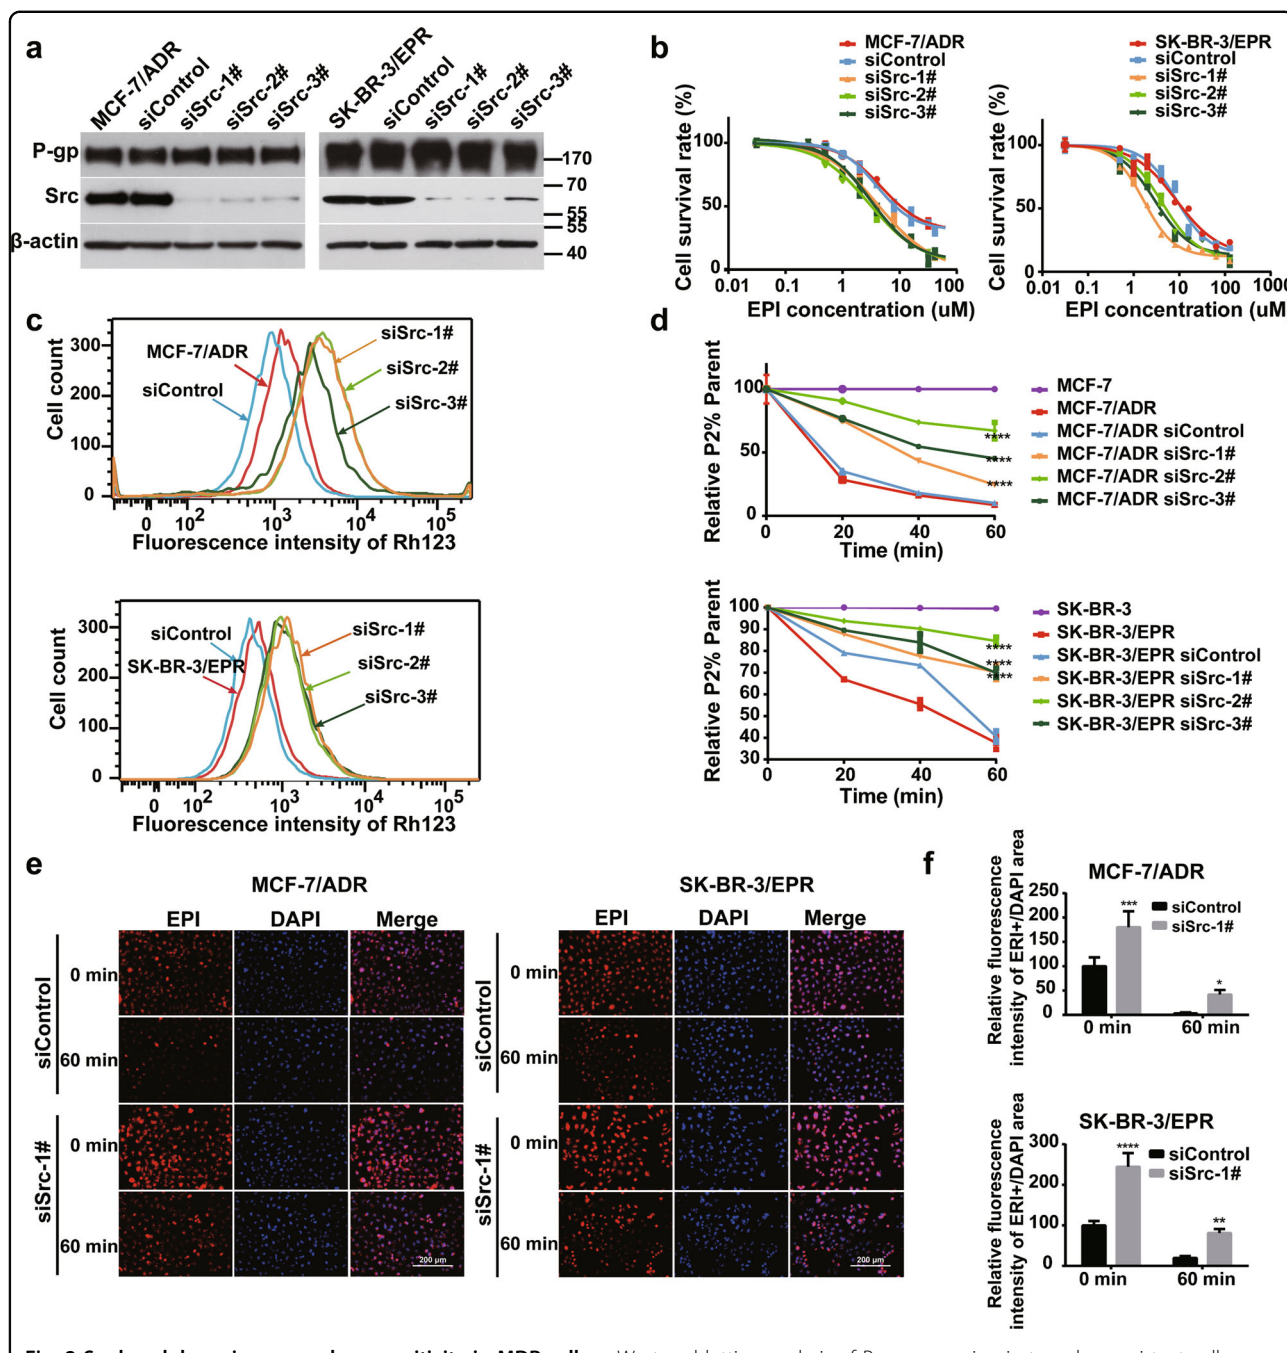 a
MCF-7/ADR
siControl
siSrc-1#
siSrc-2#
siSrc-3#
SK-BR-3/EPR
siControl
siSrc-1#
siSrc-2#
siSrc-3#
P-gp
Src
β-actin
170
70
55
55
40
b
MCF-7/ADR
siControl
siSrc-1#
siSrc-2#
siSrc-3#
Cell survival rate (%)
100
50
0
0.01 0.1 1 10 100
EPI concentration (uM)
SK-BR-3/EPR
siControl
siSrc-1#
siSrc-2#
siSrc-3#
Cell survival rate (%)
100
50
0
0.01 0.1 1 10 100 1000
EPI concentration (uM)
c
Cell count
300
200
100
0
MCF-7/ADR
siControl
siSrc-1#
siSrc-2#
siSrc-3#
0 10² 10³ 10⁴ 10⁵
Fluorescence intensity of Rh123
Cell count
300
200
100
0
siControl
SK-BR-3/EPR
siSrc-1#
siSrc-2#
siSrc-3#
0 10² 10³ 10⁴ 10⁵
Fluorescence intensity of Rh123
d
Relative P2% Parent
100
50
0
****
****
****
0 20 40 60
Time (min)
MCF-7
MCF-7/ADR
MCF-7/ADR siControl
MCF-7/ADR siSrc-1#
MCF-7/ADR siSrc-2#
MCF-7/ADR siSrc-3#
Relative P2% Parent
100
90
80
70
60
50
40
30
****
****
****
0 20 40 60
Time (min)
SK-BR-3
SK-BR-3/EPR
SK-BR-3/EPR siControl
SK-BR-3/EPR siSrc-1#
SK-BR-3/EPR siSrc-2#
SK-BR-3/EPR siSrc-3#
e
MCF-7/ADR
EPI DAPI Merge
siControl
0 min
60 min
siSrc-1#
0 min
60 min
200 µm
SK-BR-3/EPR
EPI DAPI Merge
siControl
0 min
60 min
siSrc-1#
0 min
60 min
200 µm
f
MCF-7/ADR
Relative fluorescence
intensity of ERI+/DAPI area
250
200
150
100
50
0
***
*
siControl
siSrc-1#
0 min 60 min
SK-BR-3/EPR
Relative fluorescence
intensity of ERI+/DAPI area
300
200
100
0
****
**
siControl
siSrc-1#
0 min 60 min